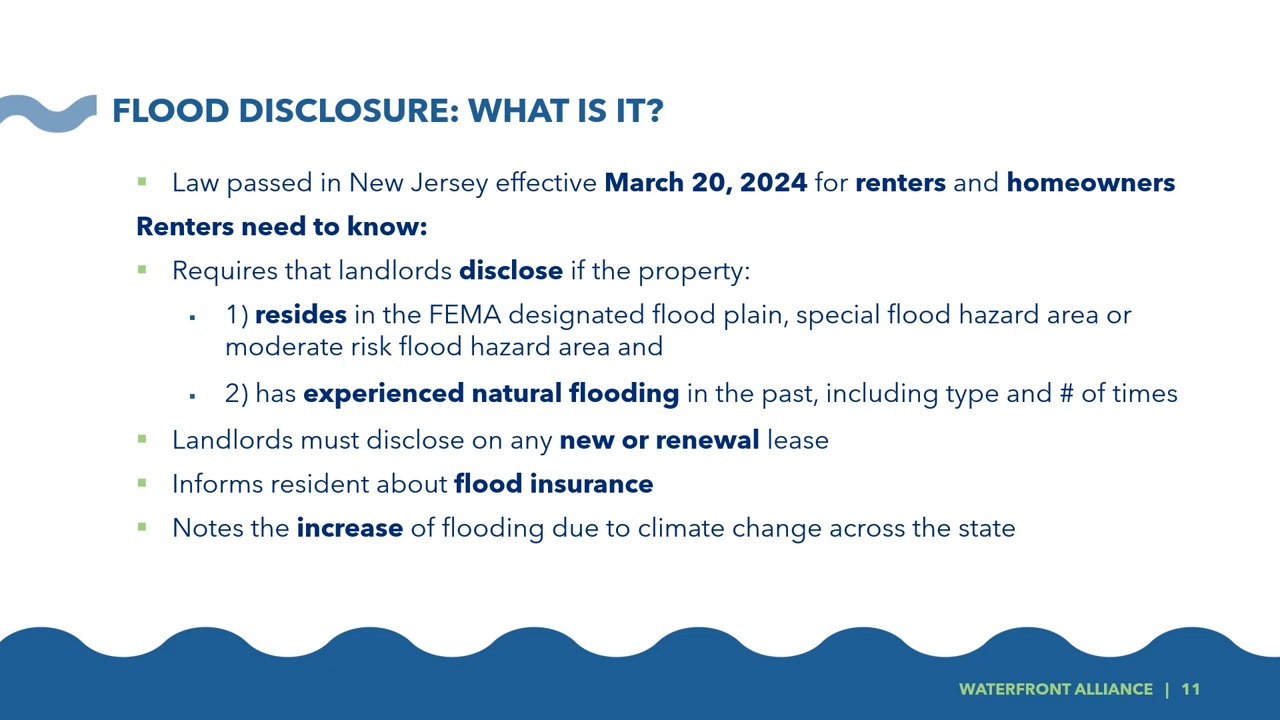 FLOOD DISCLOSURE: WHAT IS IT?
Law passed in New Jersey effective March 20, 2024 for renters and homeowners
Renters need to know:
Requires that landlords disclose if the property:
1) resides in the FEMA designated flood plain, special flood hazard area or
moderate risk flood hazard area and
2) has experienced natural flooding in the past, including type and # of times
Landlords must disclose on any new or renewal lease
Informs resident about flood insurance
Notes the increase of flooding due to climate change across the state
WATERFRONT ALLIANCE | 11